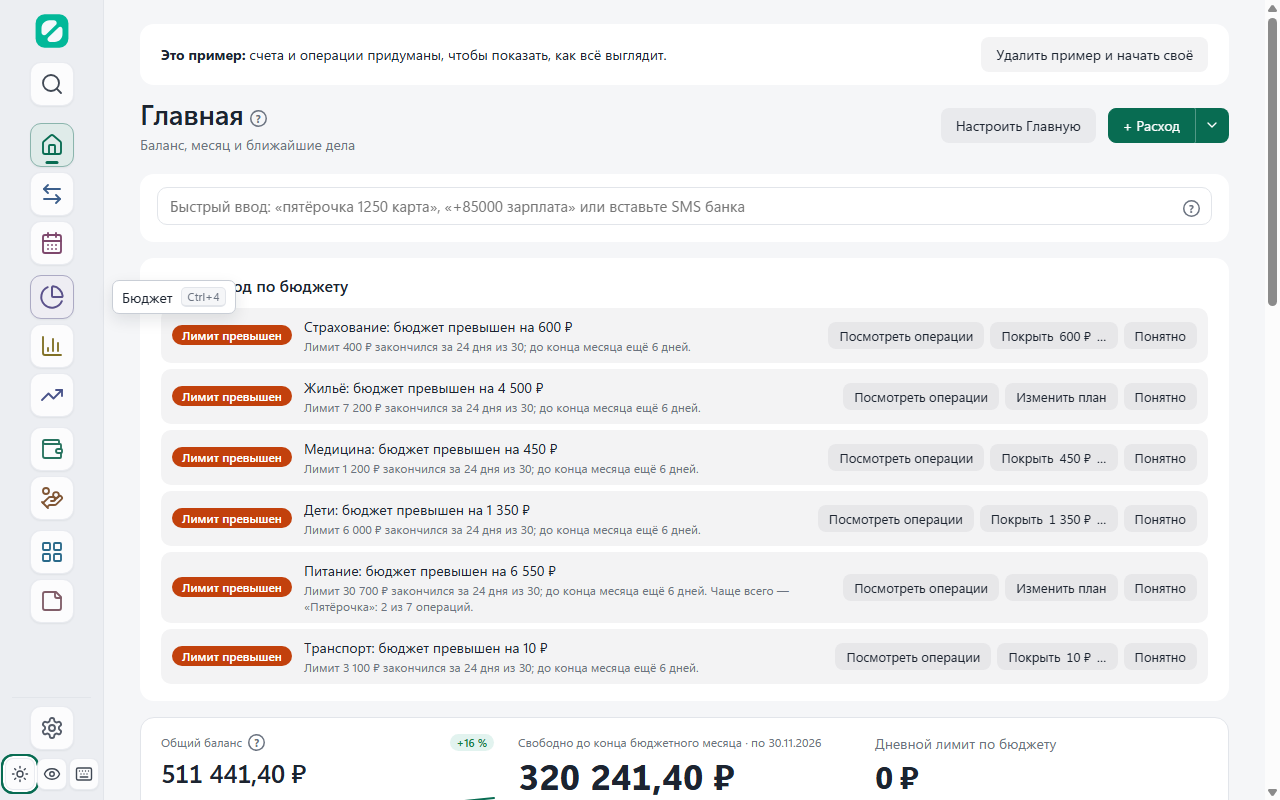 Это пример: счета и операции придуманы, чтобы показать, как всё выглядит.
Удалить пример и начать своё
Главная
Баланс, месяц и ближайшие дела
Настроить Главную
+ Расход
Быстрый ввод: «пятёрочка 1250 карта», «+85000 зарплата» или вставьте SMS банка
Бюджет Ctrl+4
од по бюджету
Лимит превышен
Страхование: бюджет превышен на 600 ₽
Лимит 400 ₽ закончился за 24 дня из 30; до конца месяца ещё 6 дней.
Посмотреть операции
Покрыть 600 ₽ ...
Понятно
Лимит превышен
Жильё: бюджет превышен на 4 500 ₽
Лимит 7 200 ₽ закончился за 24 дня из 30; до конца месяца ещё 6 дней.
Посмотреть операции
Изменить план
Понятно
Лимит превышен
Медицина: бюджет превышен на 450 ₽
Лимит 1 200 ₽ закончился за 24 дня из 30; до конца месяца ещё 6 дней.
Посмотреть операции
Покрыть 450 ₽ ...
Понятно
Лимит превышен
Дети: бюджет превышен на 1 350 ₽
Лимит 6 000 ₽ закончился за 24 дня из 30; до конца месяца ещё 6 дней.
Посмотреть операции
Покрыть 1 350 ₽ ...
Понятно
Лимит превышен
Питание: бюджет превышен на 6 550 ₽
Лимит 30 700 ₽ закончился за 24 дня из 30; до конца месяца ещё 6 дней. Чаще всего —
«Пятёрочка»: 2 из 7 операций.
Посмотреть операции
Изменить план
Понятно
Лимит превышен
Транспорт: бюджет превышен на 10 ₽
Лимит 3 100 ₽ закончился за 24 дня из 30; до конца месяца ещё 6 дней.
Посмотреть операции
Покрыть 10 ₽ ...
Понятно
Общий баланс
+16 %
511 441,40 ₽
Свободно до конца бюджетного месяца · по 30.11.2026
320 241,40 ₽
Дневной лимит по бюджету
0 ₽